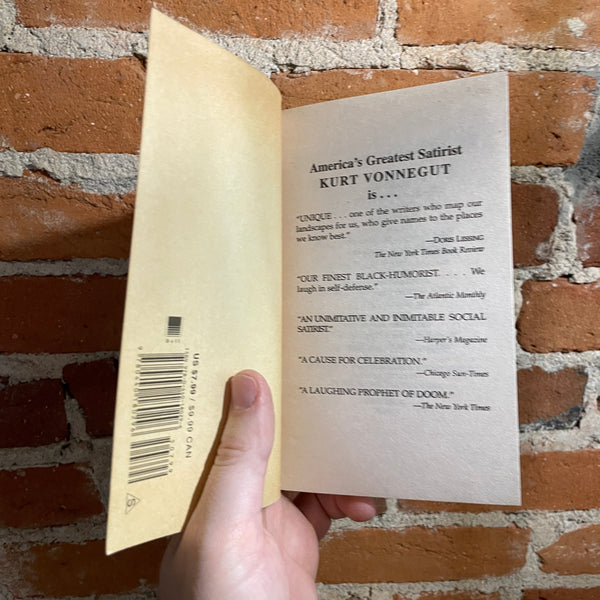 America's Greatest Satirist
KURT VONNEGUT
is . . .
"UNIQUE . . . one of the writers who map our
landscapes for us, who give names to the places
we know best."
—DORIS LESSING
The New York Times Book Review
"OUR FINEST BLACK-HUMORIST. . . . We
laugh in self-defense."
—The Atlantic Monthly
"AN UNIMITATIVE AND INIMITABLE SOCIAL
SATIRIST."
—Harper's Magazine
"A CAUSE FOR CELEBRATION."
—Chicago Sun-Times
"A LAUGHING PROPHET OF DOOM."
—The New York Times
US $7.99 / $9.99 CAN
50799
S